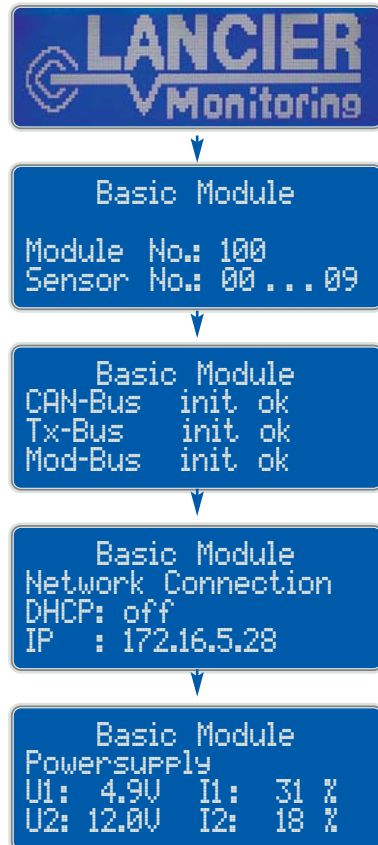 LANCIER
Monitoring
Basic Module
Module No.: 100
Sensor No.: 00 ... 09
Basic Module
CAN-Bus init ok
Tx-Bus init ok
Mod-Bus init ok
Basic Module
Network Connection
DHCP: off
IP : 172.16.5.28
Basic Module
Powersupply
U1: 4.9V I1: 31 %
U2: 12.0V I2: 18 %